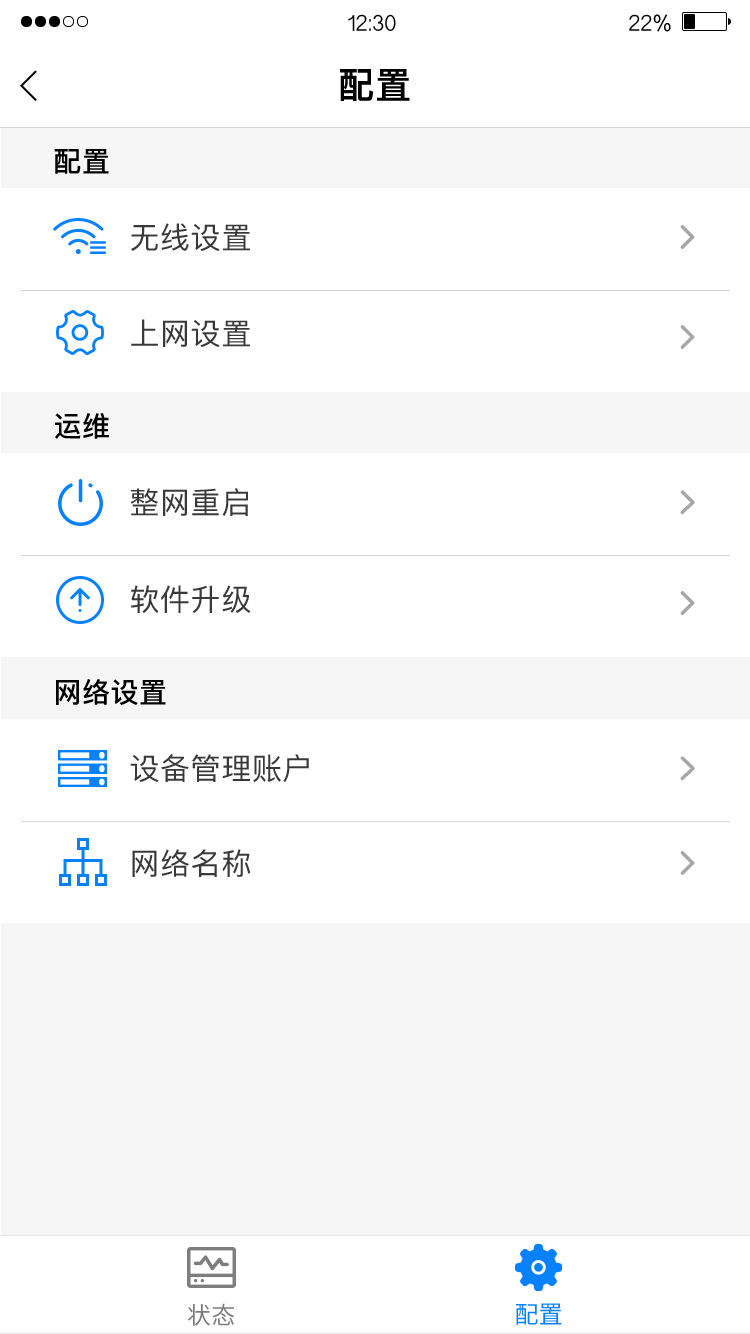 12:30
22%
配置
配置
无线设置
上网设置
运维
整网重启
软件升级
网络设置
设备管理账户
网络名称
状态
配置